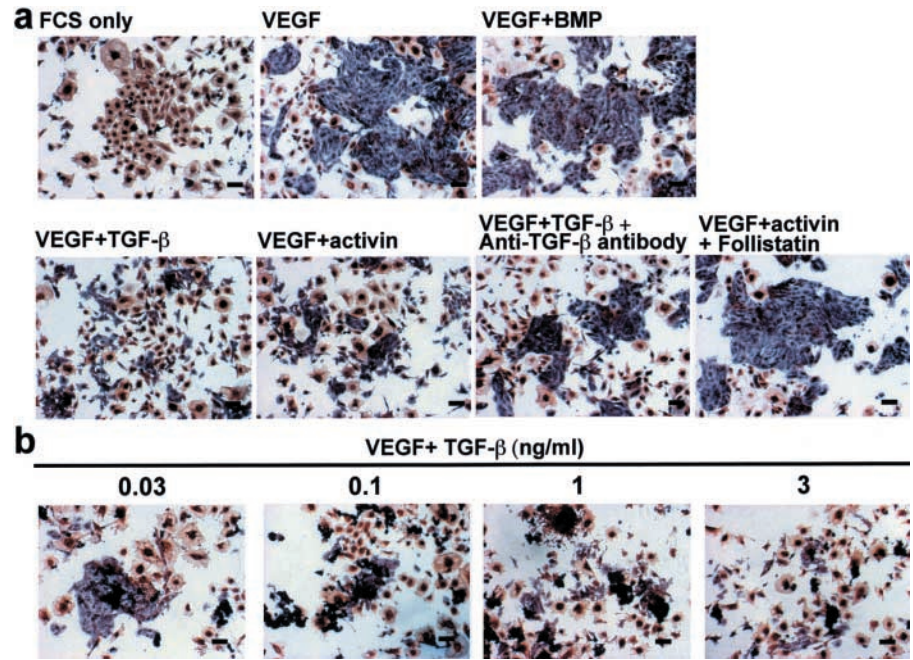 a FCS only VEGF VEGF+BMP
VEGF+TGF-β VEGF+activin VEGF+TGF-β + Anti-TGF-β antibody VEGF+activin + Follistatin
b
VEGF+ TGF-β (ng/ml)
0.03 0.1 1 3